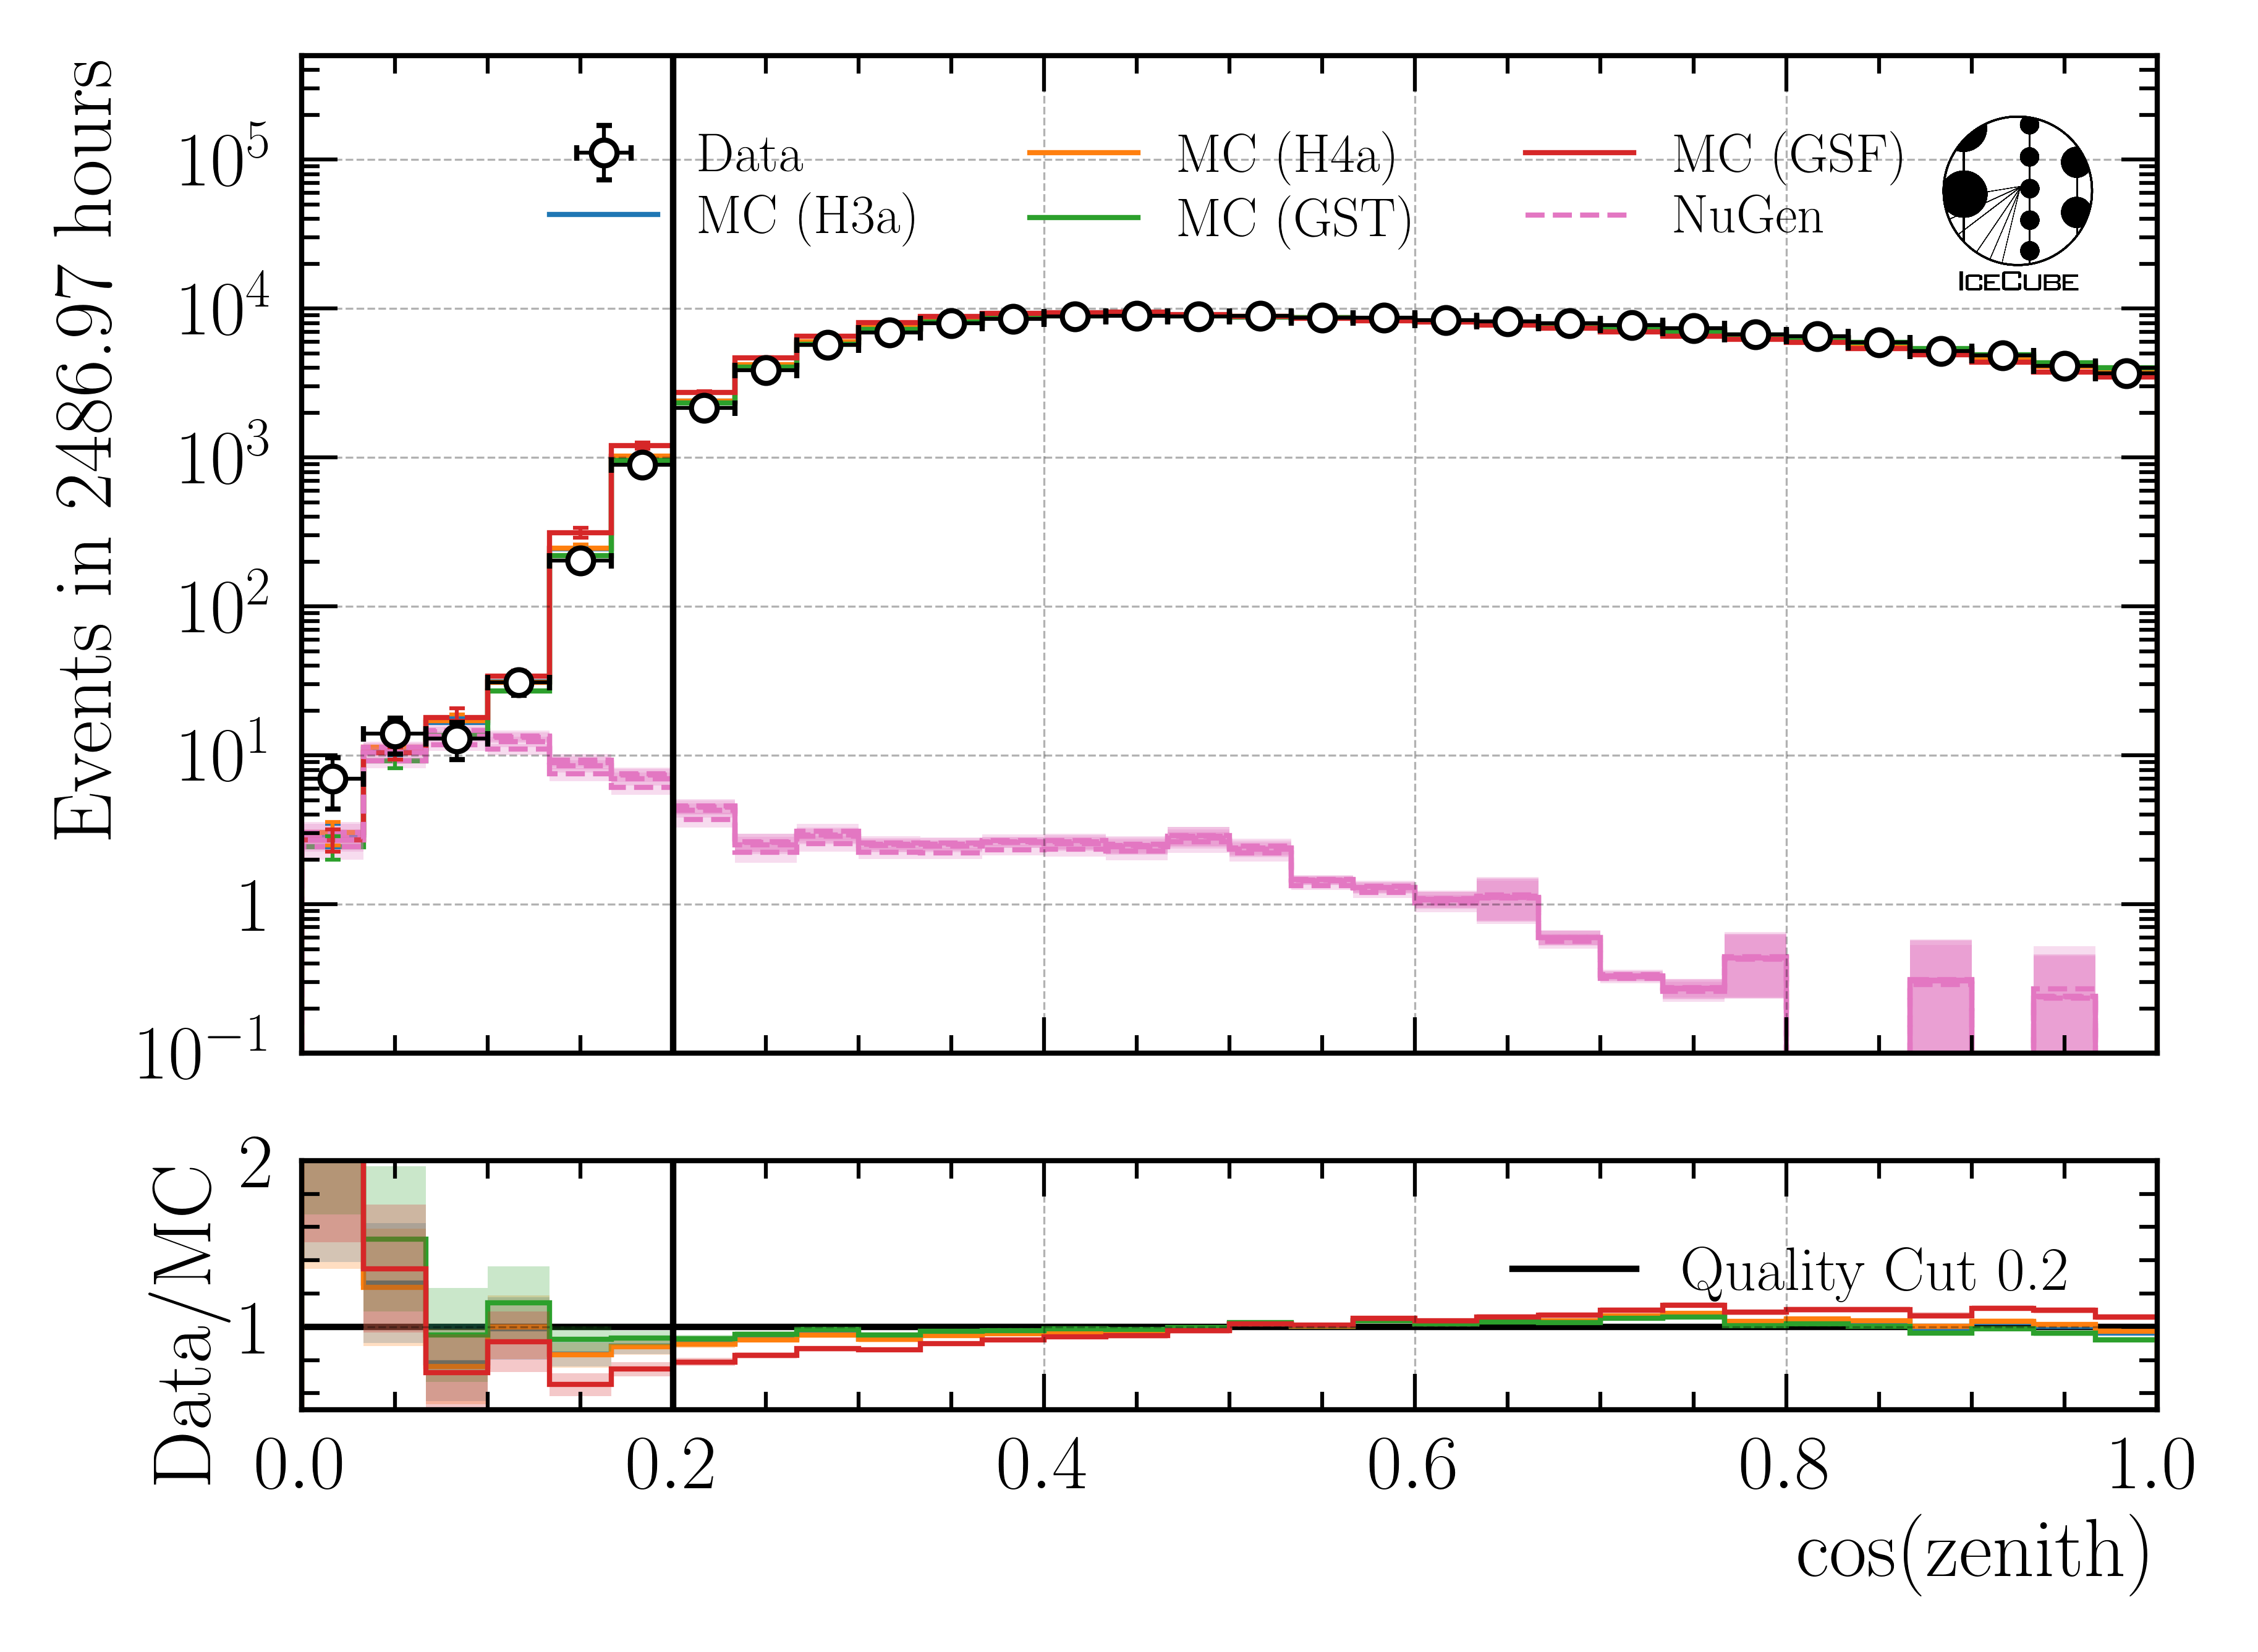 Events in 2486.97 hours
10^5
10^4
10^3
10^2
10^1
1
10^−1
Data
MC (H3a)
MC (H4a)
MC (GST)
MC (GSF)
NuGen
ICECUBE
Data/MC
2
1
Quality Cut 0.2
0.0 0.2 0.4 0.6 0.8 1.0
cos(zenith)